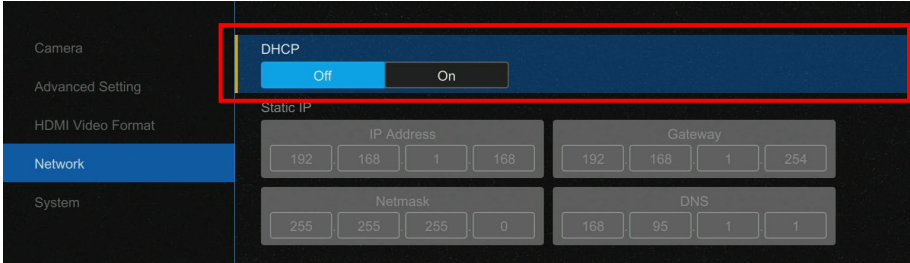 Camera
Advanced Setting
HDMI Video Format
Network
System
DHCP
Off On
Static IP
IP Address
192 . 168 . 1 . 168
Gateway
192 . 168 . 1 . 254
Netmask
255 . 255 . 255 . 0
DNS
168 . 95 . 1 . 1